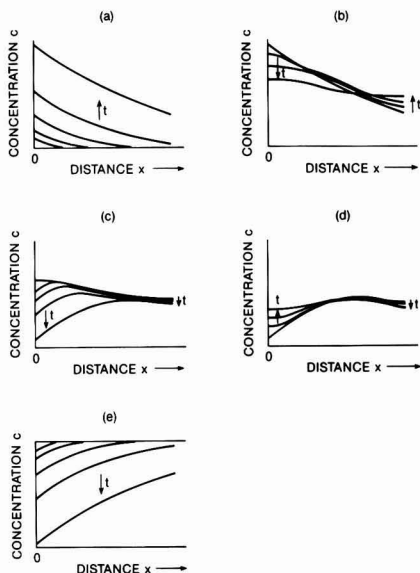 (a)
CONCENTRATION c
t
0
DISTANCE x
(b)
CONCENTRATION c
t
t
0
DISTANCE x
(c)
CONCENTRATION c
t
t
0
DISTANCE x
(d)
CONCENTRATION c
t
t
0
DISTANCE x
(e)
CONCENTRATION c
t
0
DISTANCE x